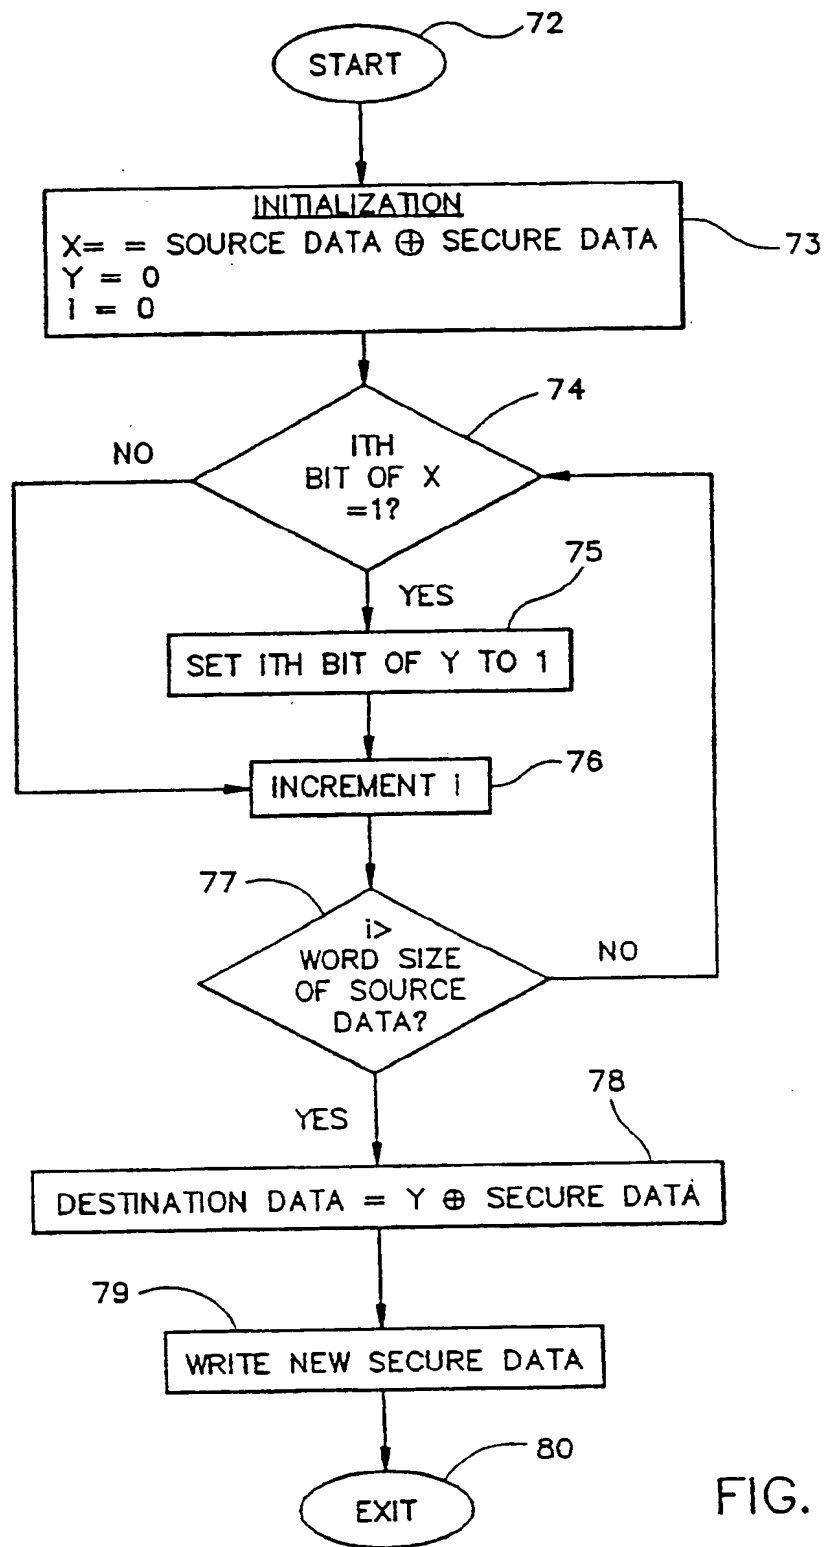 72
START
INITIALIZATION
X= = SOURCE DATA ⊕ SECURE DATA
Y = 0
i = 0
73
74
ITH
BIT OF X
=1?
NO
YES
75
SET ITH BIT OF Y TO 1
INCREMENT i
76
77
i>
WORD SIZE
OF SOURCE
DATA?
NO
YES
78
DESTINATION DATA = Y ⊕ SECURE DATA
79
WRITE NEW SECURE DATA
80
EXIT
FIG.